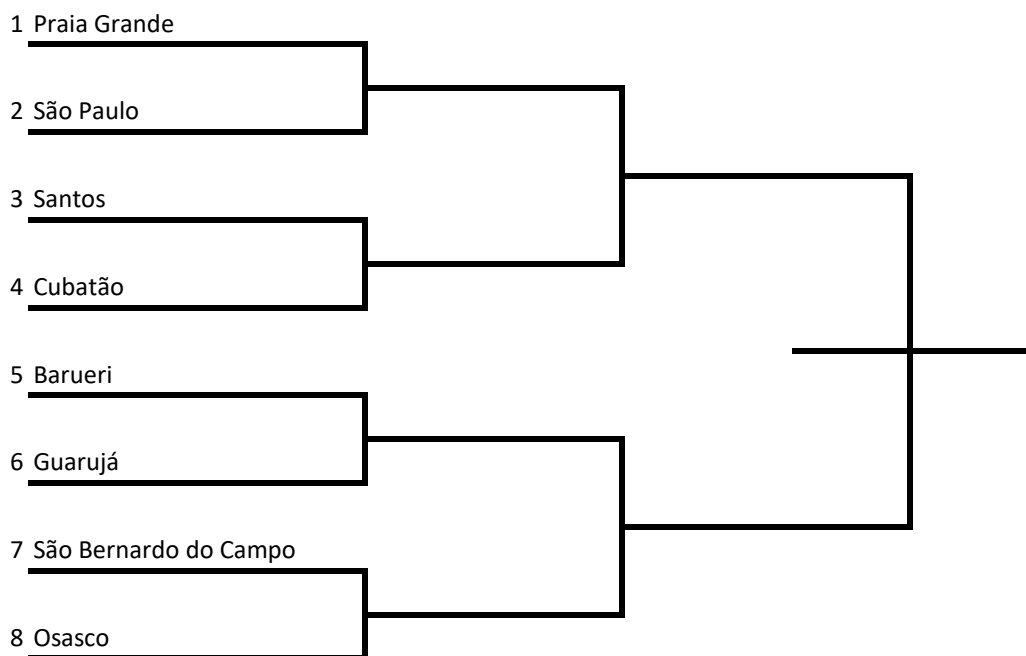 1 Praia Grande
2 São Paulo
3 Santos
4 Cubatão
5 Barueri
6 Guarujá
7 São Bernardo do Campo
8 Osasco